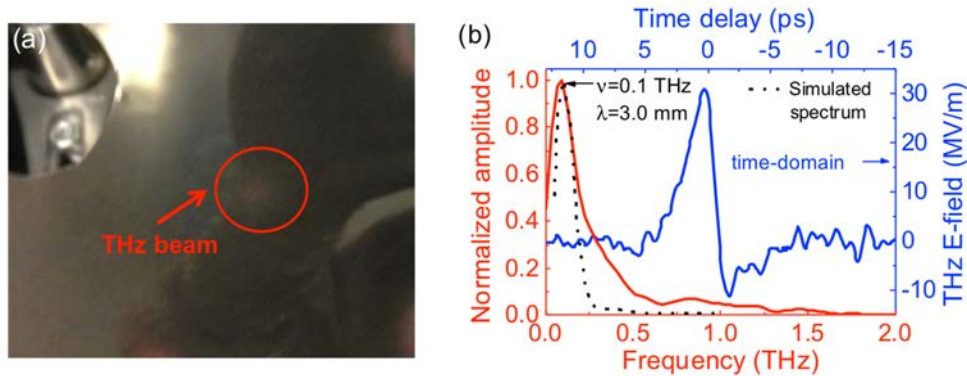 (a)
THz beam
(b)
Time delay (ps)
10 5 0 -5 -10 -15
Normalized amplitude
1.0
0.8
0.6
0.4
0.2
0.0
ν=0.1 THz
λ=3.0 mm
Simulated
spectrum
time-domain
30
20
10
0
-10
THz E-field (MV/m)
0.0 0.5 1.0 1.5 2.0
Frequency (THz)